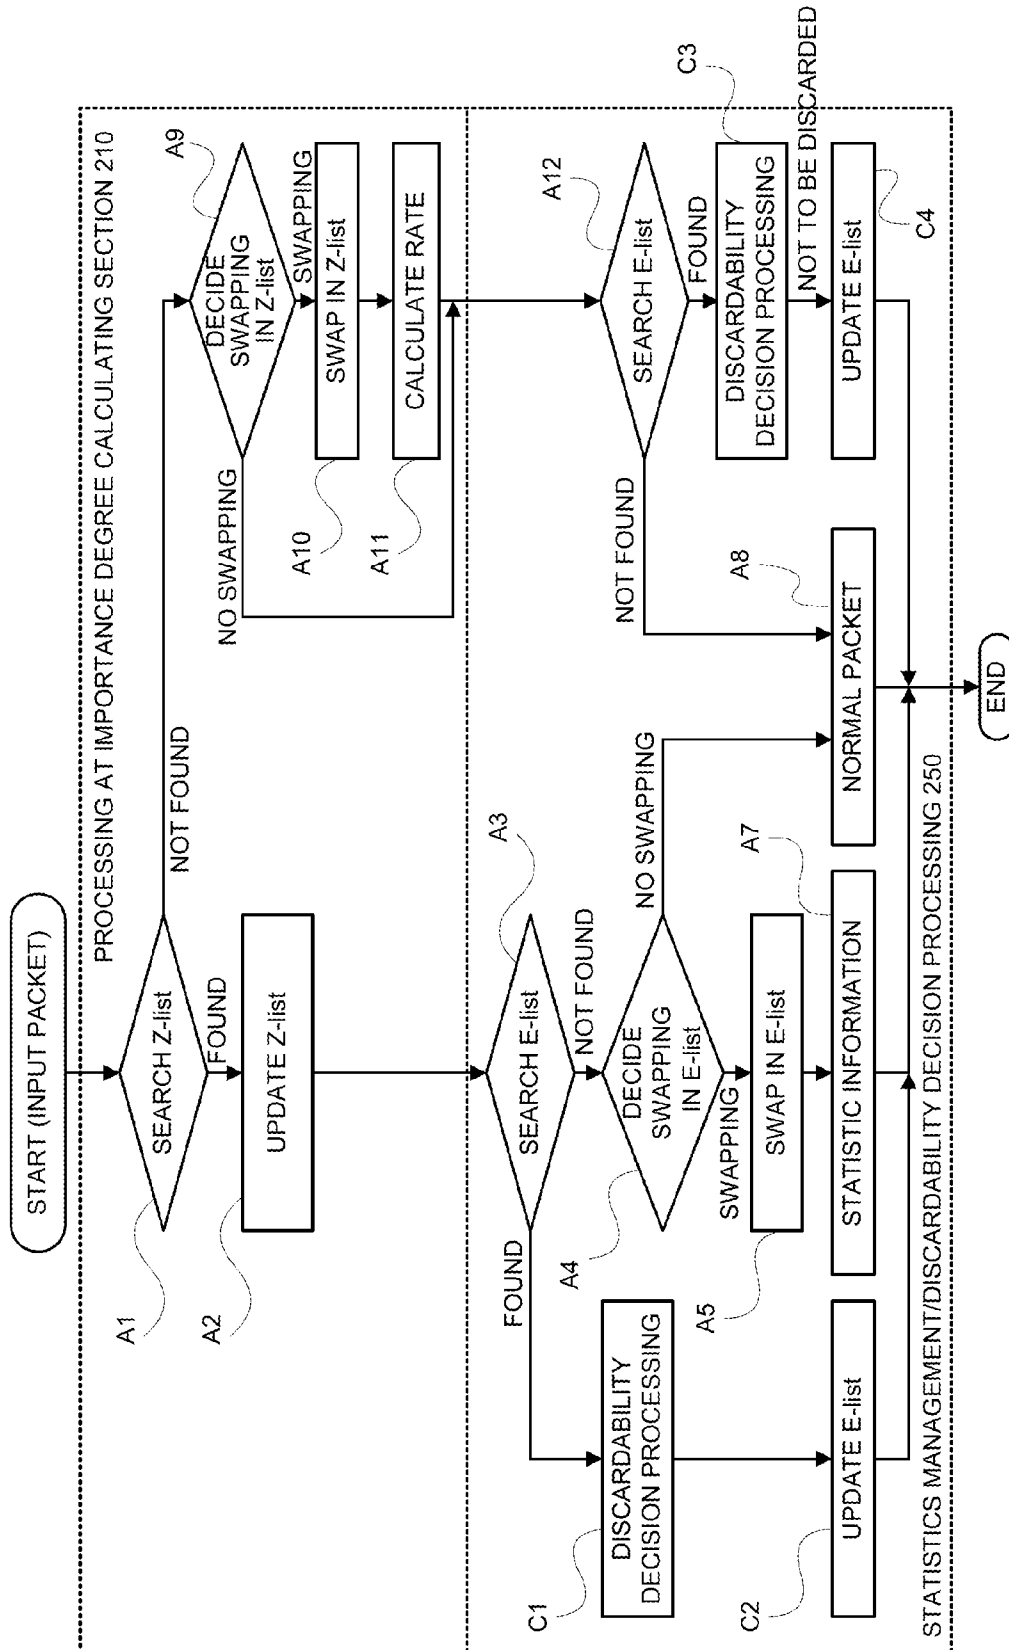 START (INPUT PACKET)
PROCESSING AT IMPORTANCE DEGREE CALCULATING SECTION 210
A1
SEARCH Z-list
NOT FOUND
FOUND
A2
UPDATE Z-list
A9
DECIDE
SWAPPING
IN Z-list
NO SWAPPING
SWAPPING
A10
SWAP IN Z-list
A11
CALCULATE RATE
A3
SEARCH E-list
FOUND
NOT FOUND
A4
DECIDE
SWAPPING
IN E-list
NO SWAPPING
SWAPPING
A5
SWAP IN E-list
A7
STATISTIC INFORMATION
C1
DISCARDABILITY
DECISION PROCESSING
C2
UPDATE E-list
A12
SEARCH E-list
NOT FOUND
FOUND
C3
DISCARDABILITY
DECISION PROCESSING
NOT TO BE DISCARDED
C4
UPDATE E-list
A8
NORMAL PACKET
STATISTICS MANAGEMENT/DISCARDABILITY DECISION PROCESSING 250
END